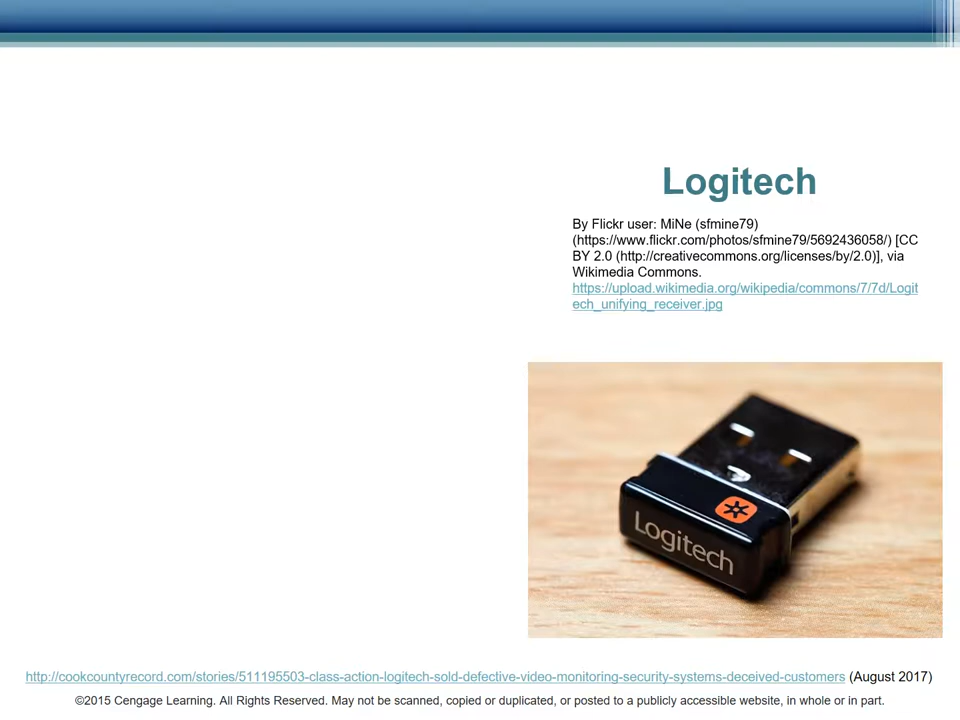 Logitech
By Flickr user: MiNe (sfmine79)
(https://www.flickr.com/photos/sfmine79/5692436058/) [CC
BY 2.0 (http://creativecommons.org/licenses/by/2.0)], via
Wikimedia Commons.
https://upload.wikimedia.org/wikipedia/commons/7/7d/Logit
ech_unifying_receiver.jpg
Logitech
http://cookcountyrecord.com/stories/511195503-class-action-logitech-sold-defective-video-monitoring-security-systems-deceived-customers (August 2017)
©2015 Cengage Learning. All Rights Reserved. May not be scanned, copied or duplicated, or posted to a publicly accessible website, in whole or in part.